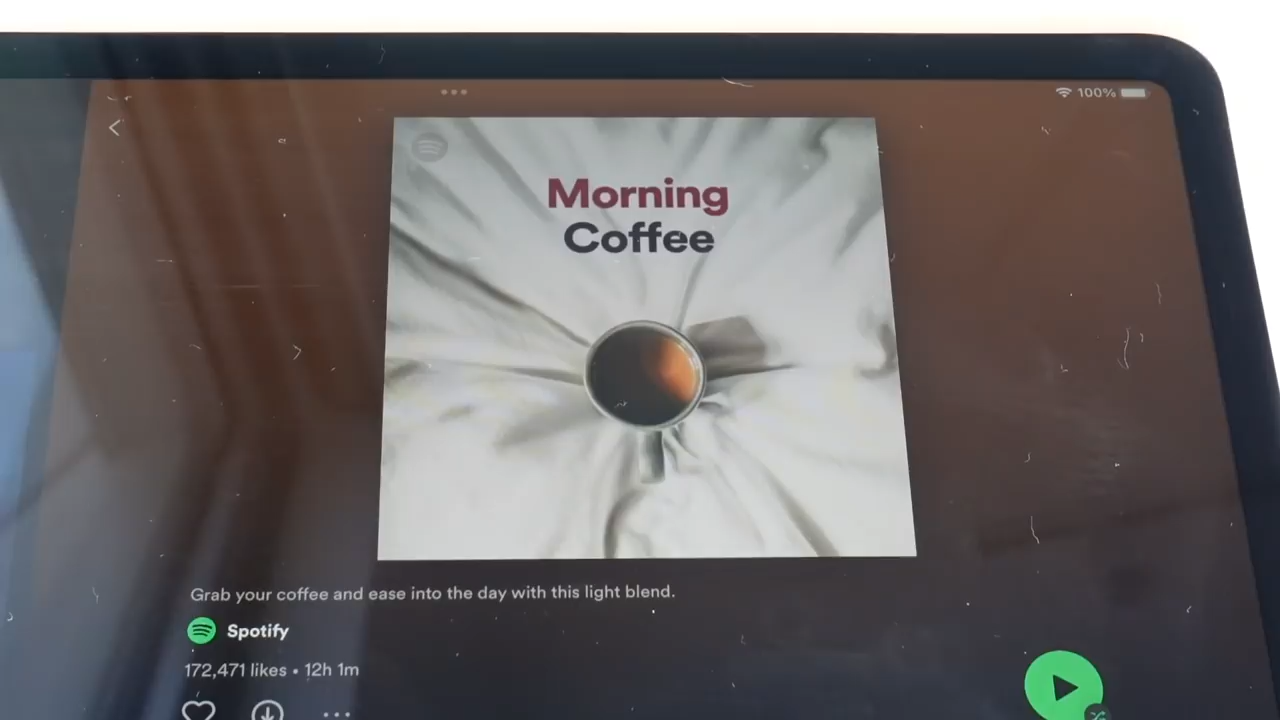 100%
Morning
Coffee
Grab your coffee and ease into the day with this light blend.
Spotify
172,471 likes • 12h 1m